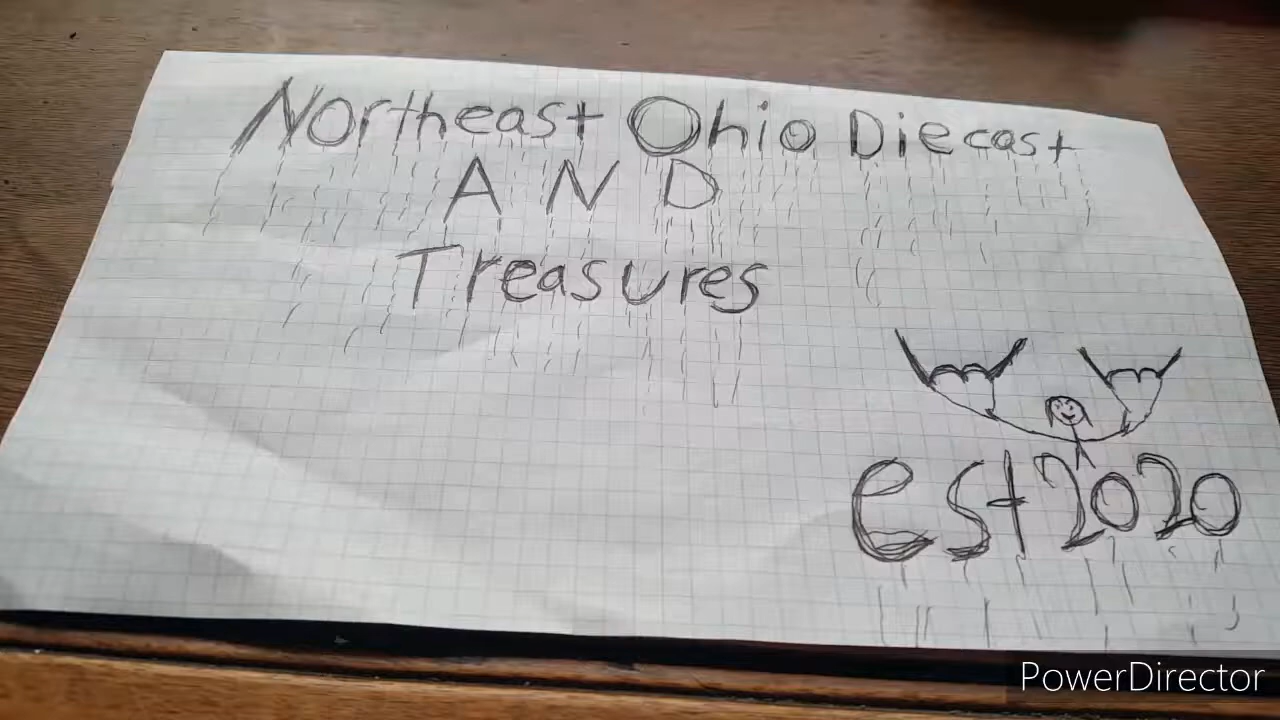 Northeast Ohio Diecast
AND
Treasures
est 2020
PowerDirector